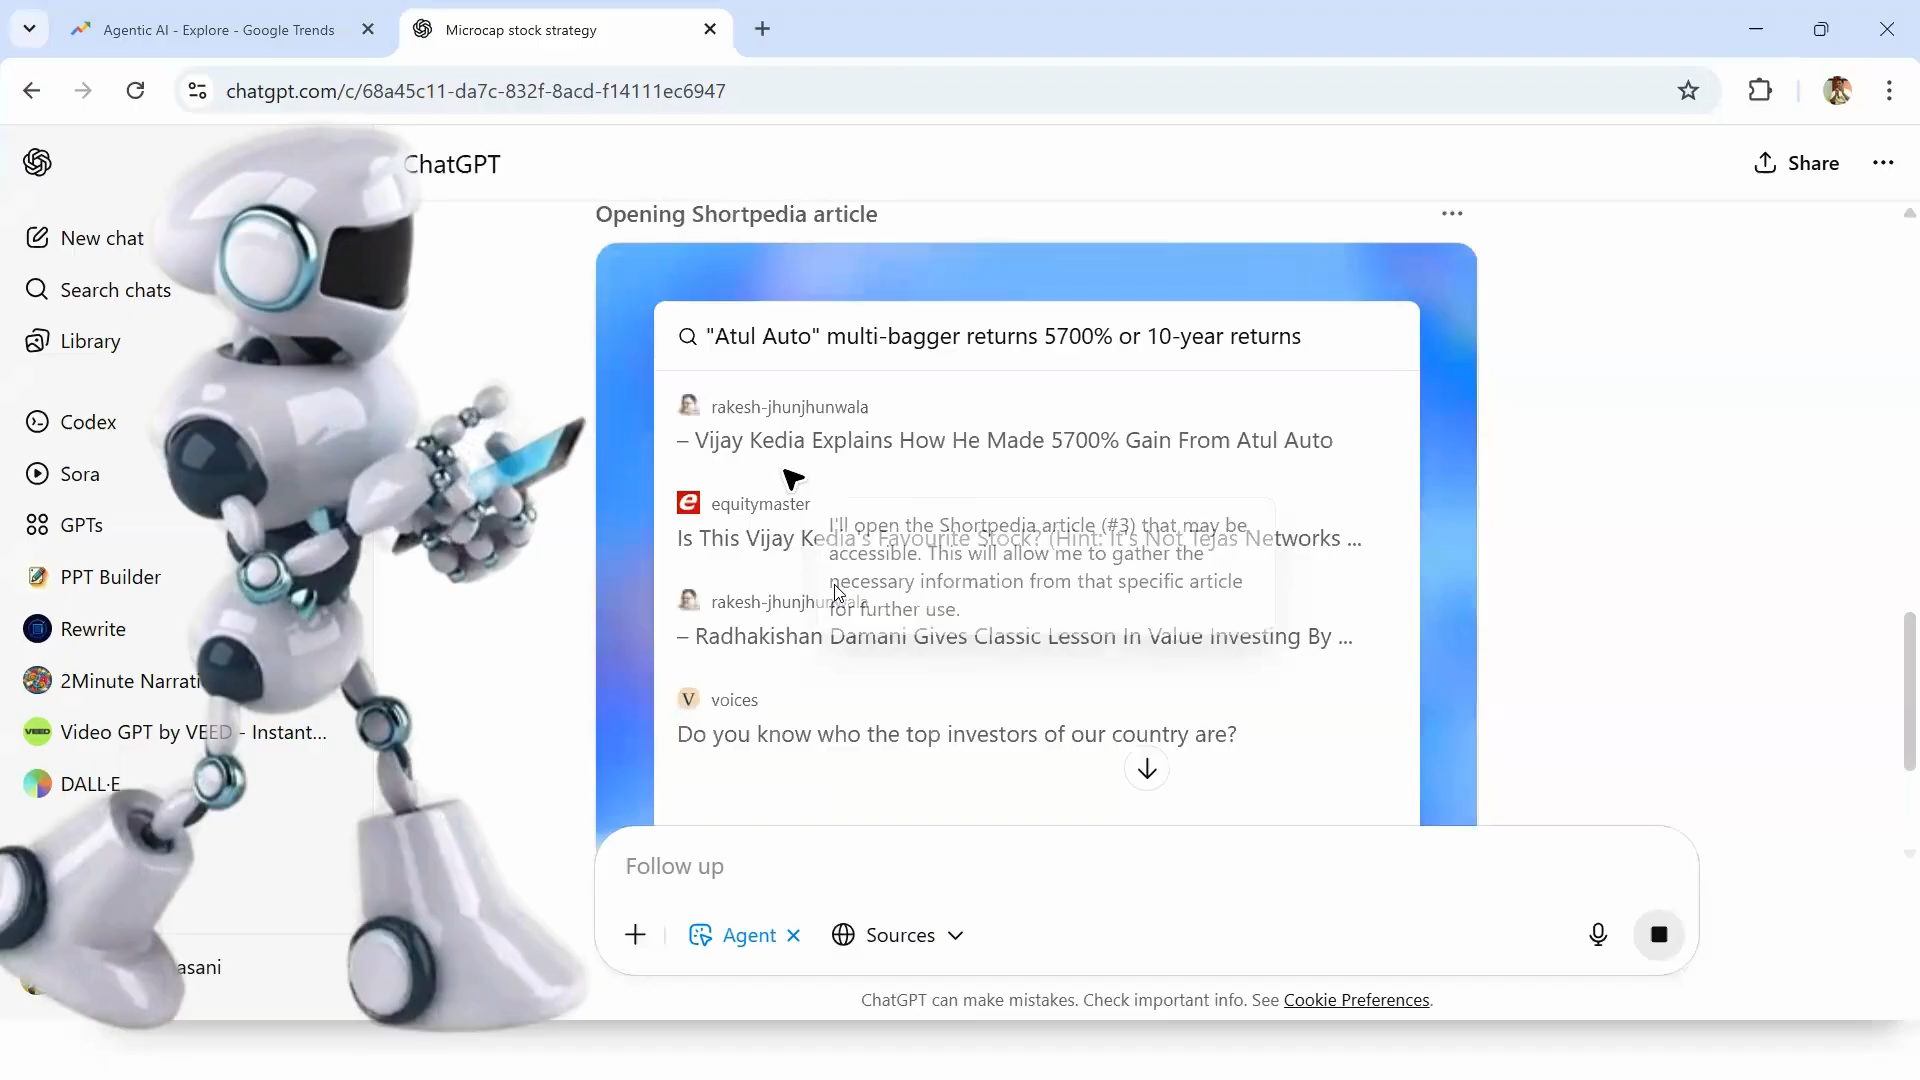 Agentic AI - Explore - Google Trends
Microcap stock strategy
chatgpt.com/c/68a45c11-da7c-832f-8acd-f14111ec6947
ChatGPT
Share
New chat
Search chats
Library
Codex
Sora
GPTs
PPT Builder
Rewrite
2Minute Narrati
Video GPT by VEED - Instant...
DALL·E
asani
Opening Shortpedia article
"Atul Auto" multi-bagger returns 5700% or 10-year returns
rakesh-jhunjhunwala
– Vijay Kedia Explains How He Made 5700% Gain From Atul Auto
equitymaster
Is This Vijay Kedia's Favourite Stock? (Hint: It's Not Tejas Networks ...
rakesh-jhunjhunwala
– Radhakishan Damani Gives Classic Lesson In Value Investing By ...
V voices
Do you know who the top investors of our country are?
I'll open the Shortpedia article (#3) that may be
accessible. This will allow me to gather the
necessary information from that specific article
for further use.
Follow up
Agent
Sources
ChatGPT can make mistakes. Check important info. See Cookie Preferences.